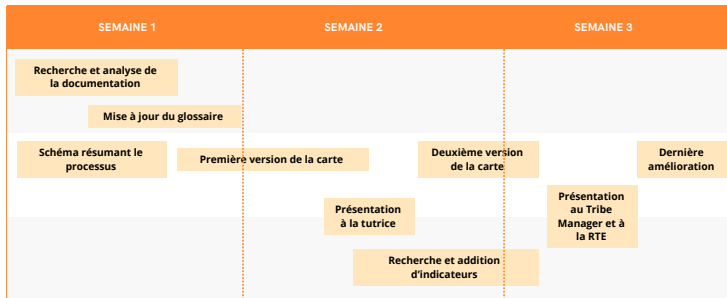 SEMAINE 1
SEMAINE 2
SEMAINE 3
Recherche et analyse de
la documentation
Mise à jour du glossaire
Schéma résumant le
processus
Première version de la carte
Deuxième version
de la carte
Dernière
amélioration
Présentation
à la tutrice
Présentation
au Tribe
Manager et à
la RTE
Recherche et addition
d'indicateurs